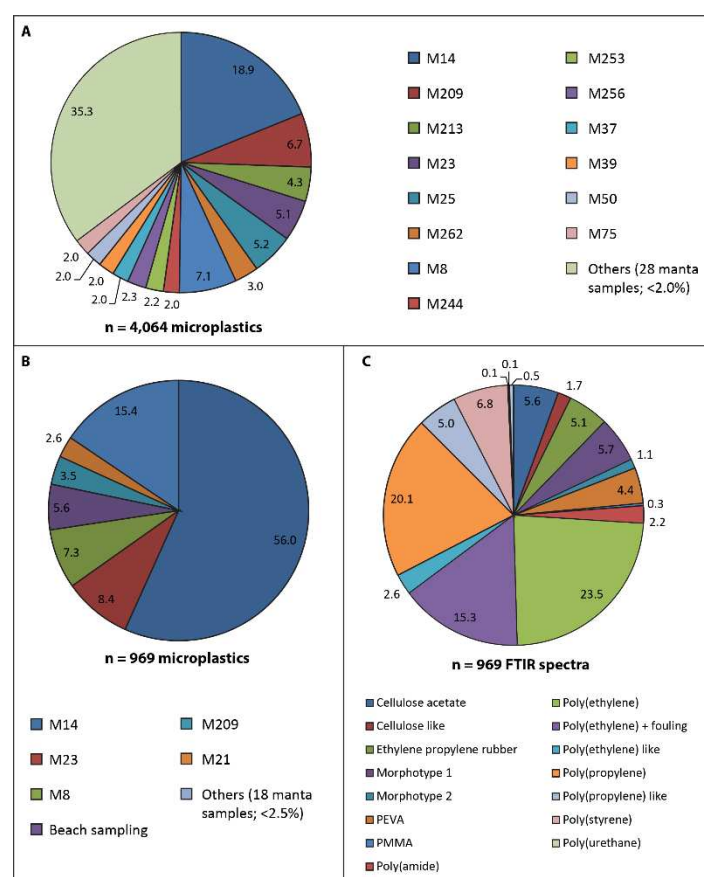 A
18.9
6.7
4.3
5.1
5.2
3.0
7.1
2.0
2.2
2.3
2.0
2.0
2.0
2.0
35.3
n = 4,064 microplastics
M14
M209
M213
M23
M25
M262
M8
M244
M253
M256
M37
M39
M50
M75
Others (28 manta
samples; <2.0%)
B
56.0
8.4
7.3
5.6
3.5
2.6
15.4
n = 969 microplastics
M14
M23
M8
Beach sampling
M209
M21
Others (18 manta
samples; <2.5%)
C
5.6
1.7
5.1
5.7
1.1
4.4
0.3
2.2
23.5
15.3
2.6
20.1
5.0
6.8
0.1
0.1
0.5
n = 969 FTIR spectra
Cellulose acetate
Cellulose like
Ethylene propylene rubber
Morphotype 1
Morphotype 2
PEVA
PMMA
Poly(amide)
Poly(ethylene)
Poly(ethylene) + fouling
Poly(ethylene) like
Poly(propylene)
Poly(propylene) like
Poly(styrene)
Poly(urethane)